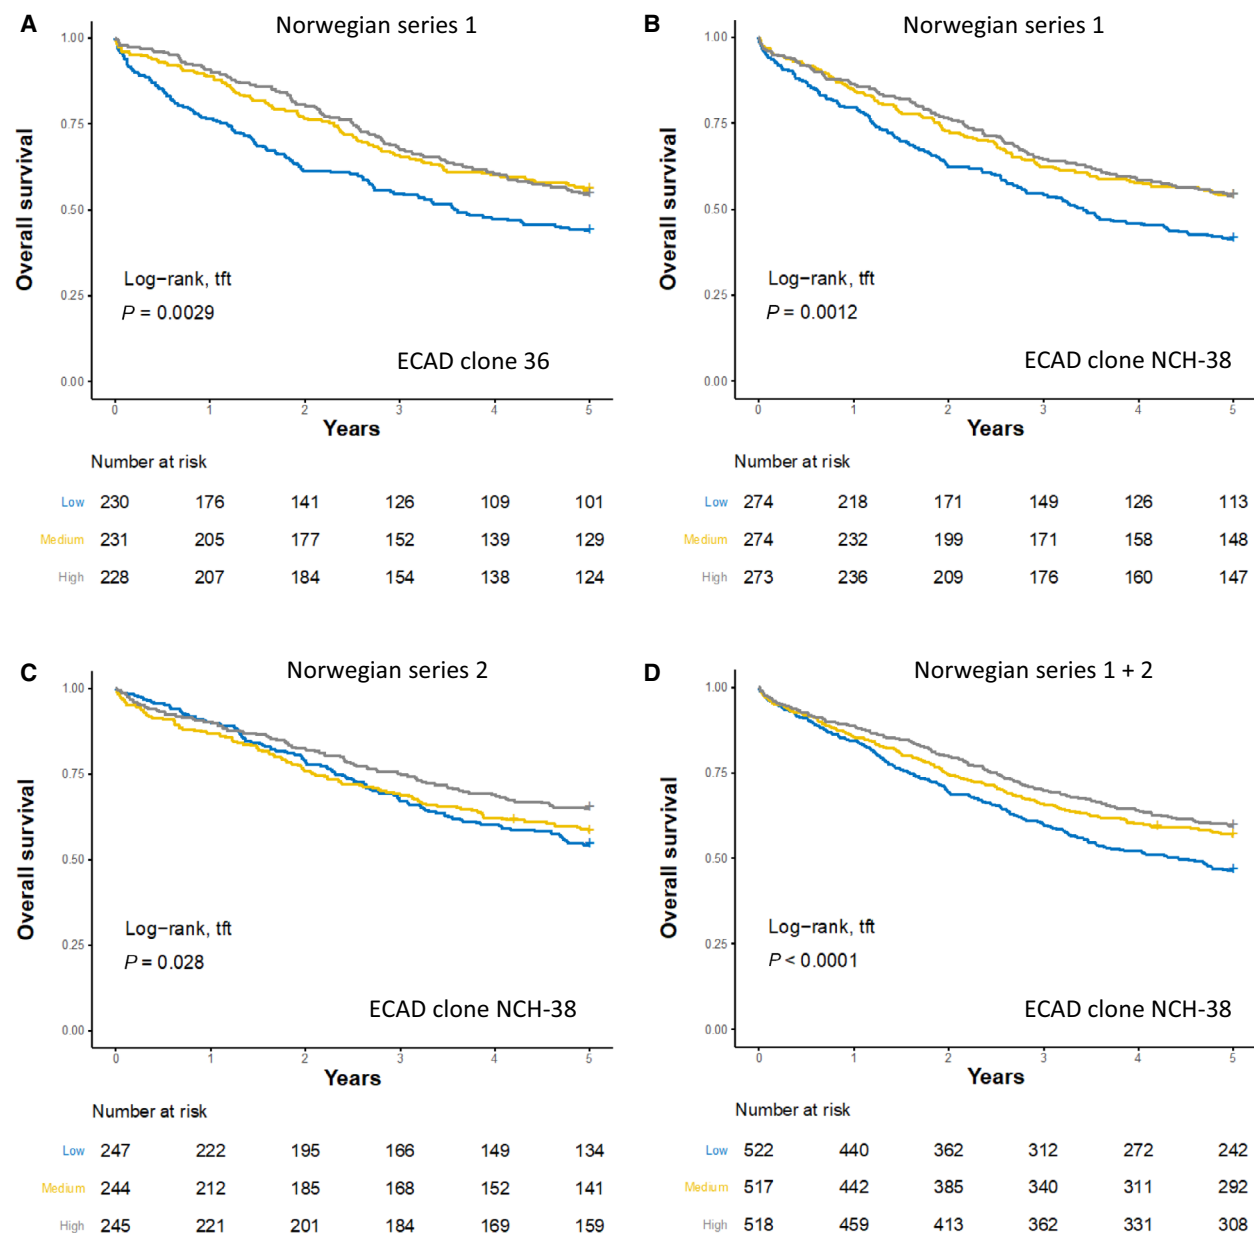 A
Norwegian series 1
1.00
0.75
0.50
0.25
0.00
Overall survival
Log-rank, tft
P = 0.0029
ECAD clone 36
0 1 2 3 4 5
Years
Number at risk
Low 230 176 141 126 109 101
Medium 231 205 177 152 139 129
High 228 207 184 154 138 124
B
Norwegian series 1
1.00
0.75
0.50
0.25
0.00
Overall survival
Log-rank, tft
P = 0.0012
ECAD clone NCH-38
0 1 2 3 4 5
Years
Number at risk
Low 274 218 171 149 126 113
Medium 274 232 199 171 158 148
High 273 236 209 176 160 147
C
Norwegian series 2
1.00
0.75
0.50
0.25
0.00
Overall survival
Log-rank, tft
P = 0.028
ECAD clone NCH-38
0 1 2 3 4 5
Years
Number at risk
Low 247 222 195 166 149 134
Medium 244 212 185 168 152 141
High 245 221 201 184 169 159
D
Norwegian series 1 + 2
1.00
0.75
0.50
0.25
0.00
Overall survival
Log-rank, tft
P < 0.0001
ECAD clone NCH-38
0 1 2 3 4 5
Years
Number at risk
Low 522 440 362 312 272 242
Medium 517 442 385 340 311 292
High 518 459 413 362 331 308